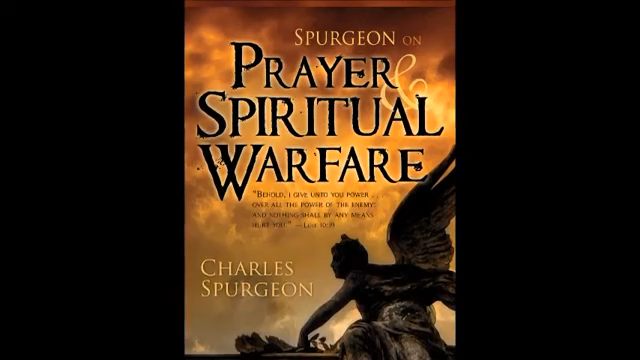 SPURGEON ON
PRAYER &
SPIRITUAL
WARFARE
"BEHOLD, I GIVE UNTO YOU POWER...
OVER ALL THE POWER OF THE ENEMY:
AND NOTHING SHALL BY ANY MEANS
HURT YOU." —LUKE 10:19
CHARLES
SPURGEON